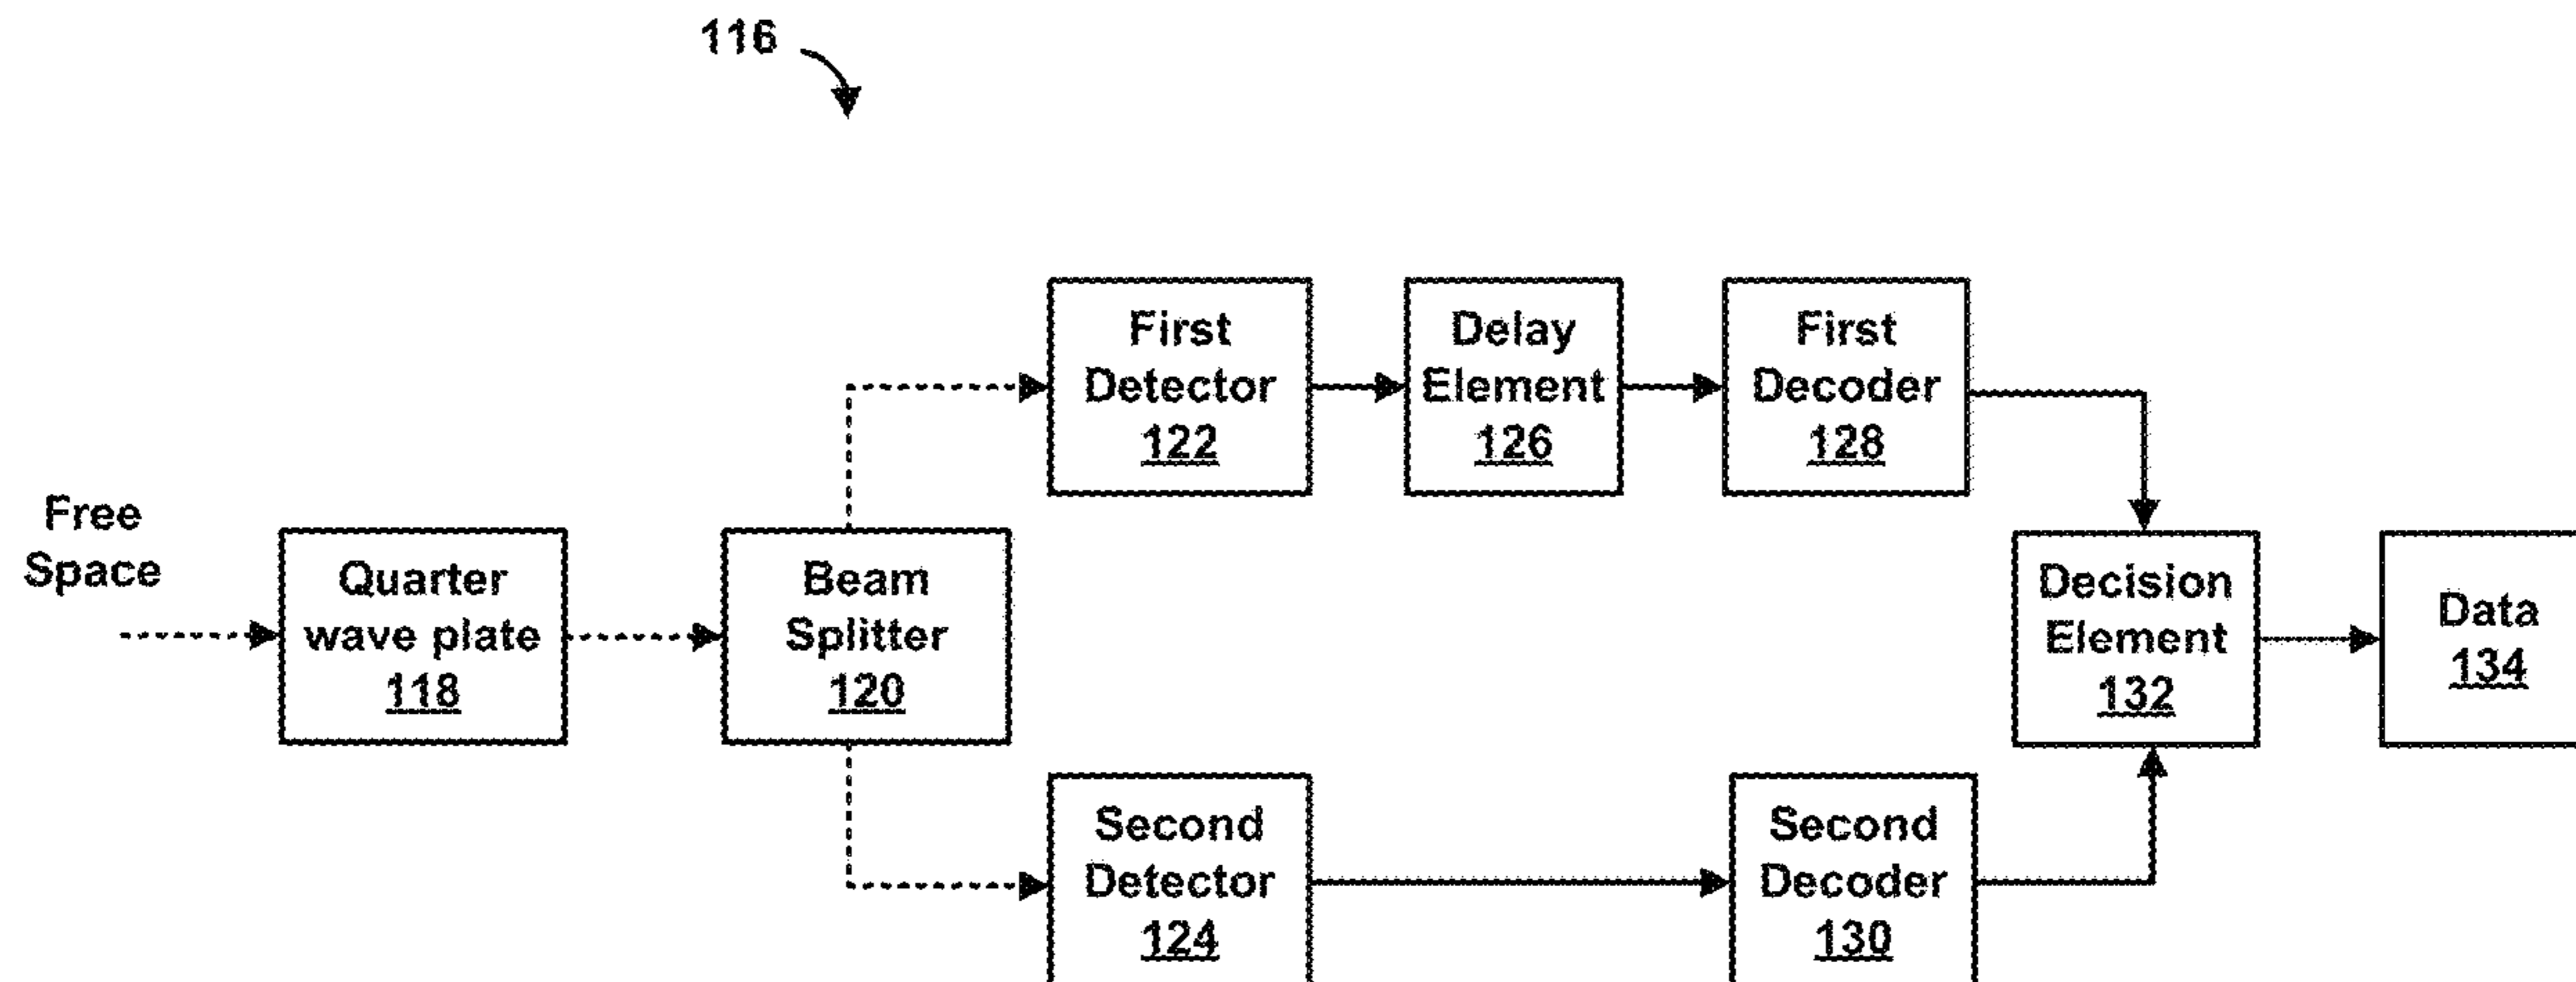 116
Free
Space
Quarter
wave plate
118
Beam
Splitter
120
First
Detector
122
Delay
Element
126
First
Decoder
128
Second
Detector
124
Second
Decoder
130
Decision
Element
132
Data
134